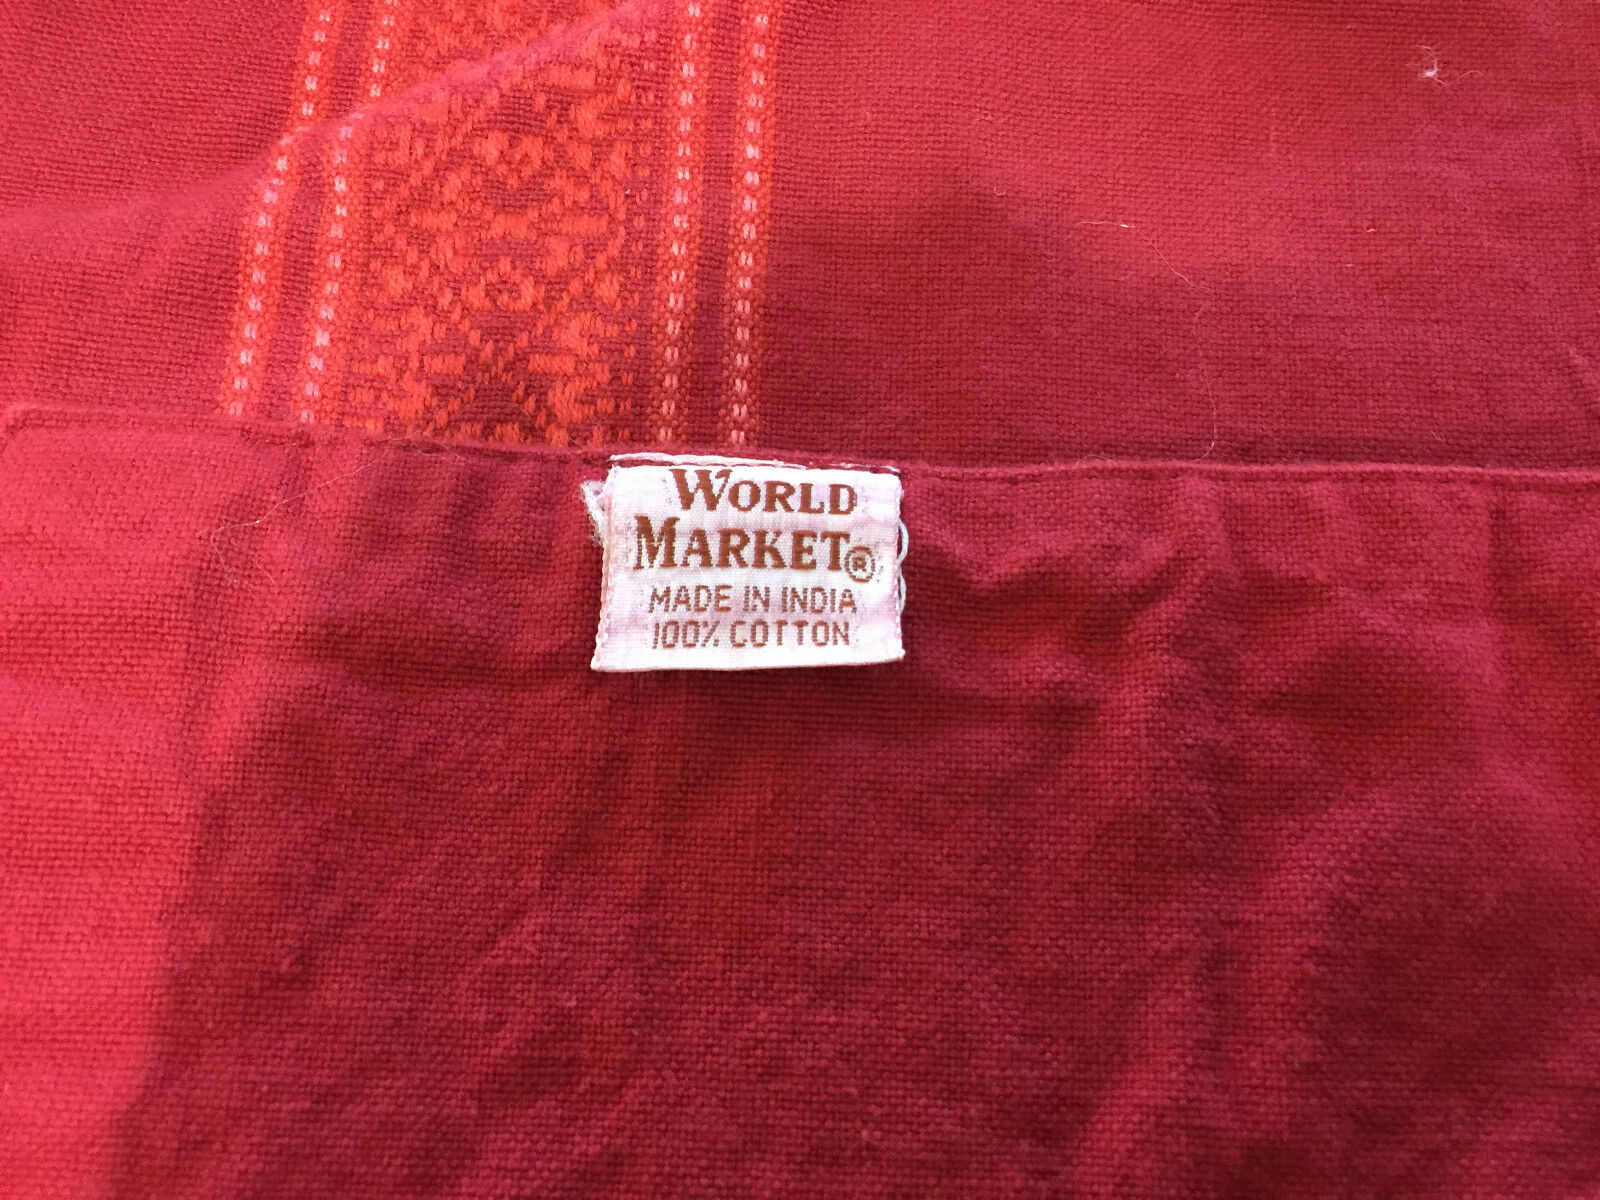 WORLD
MARKET®
MADE IN INDIA
100% COTTON